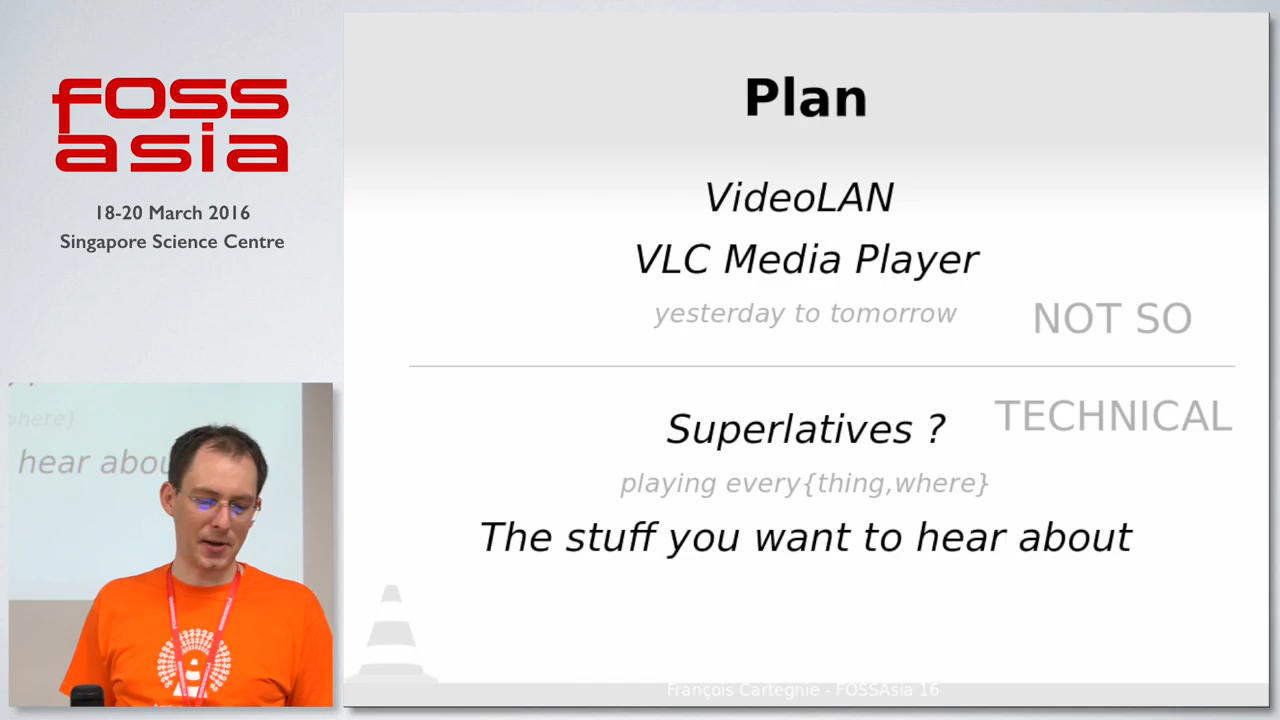 foss
asia
18-20 March 2016
Singapore Science Centre
Plan
VideoLAN
VLC Media Player
yesterday to tomorrow
NOT SO
TECHNICAL
Superlatives ?
playing every{thing,where}
The stuff you want to hear about
François Cartegnie - FOSSAsia 16
where}
hear abou